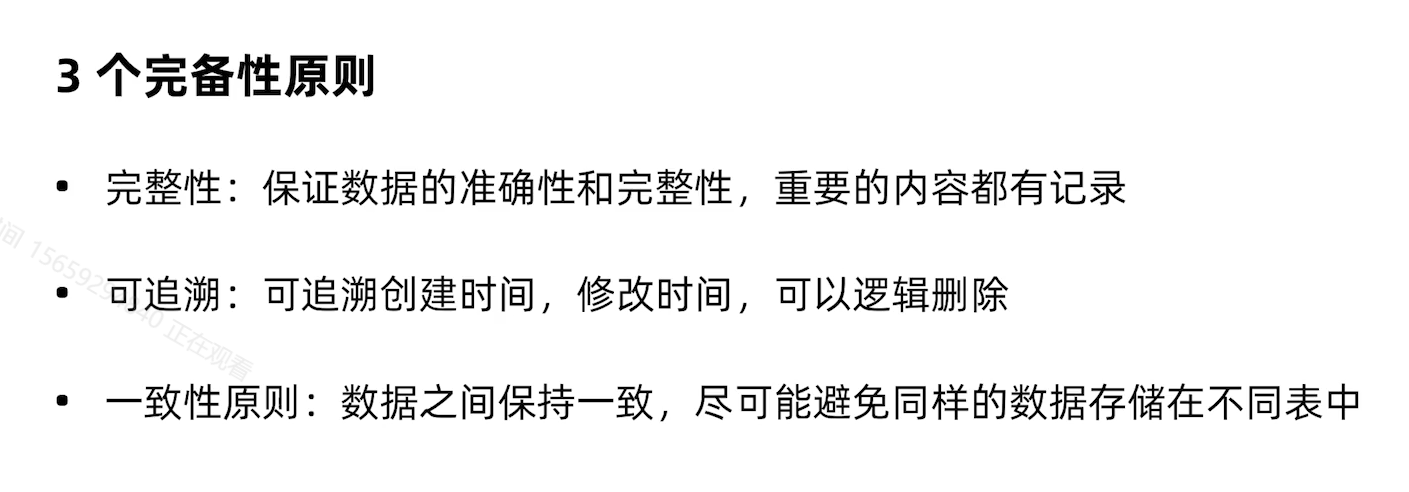 3 个完备性原则
• 完整性：保证数据的准确性和完整性，重要的内容都有记录
• 可追溯：可追溯创建时间，修改时间，可以逻辑删除
• 一致性原则：数据之间保持一致，尽可能避免同样的数据存储在不同表中
正在观看